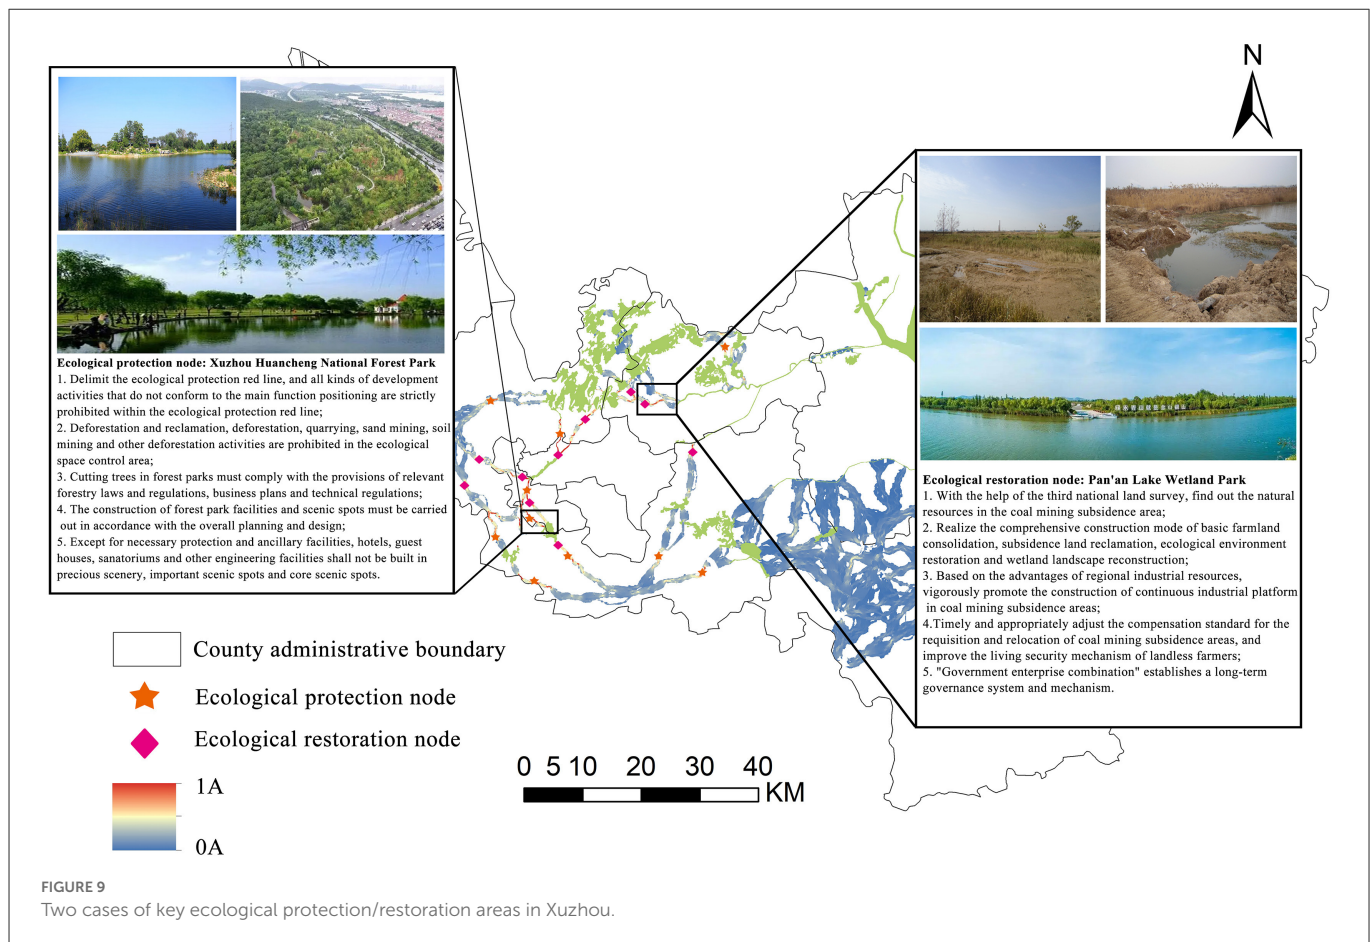 N
Ecological protection node: Xuzhou Huancheng National Forest Park
1. Delimit the ecological protection red line, and all kinds of development
activities that do not conform to the main function positioning are strictly
prohibited within the ecological protection red line;
2. Deforestation and reclamation, deforestation, quarrying, sand mining, soil
mining and other deforestation activities are prohibited in the ecological
space control area;
3. Cutting trees in forest parks must comply with the provisions of relevant
forestry laws and regulations, business plans and technical regulations;
4. The construction of forest park facilities and scenic spots must be carried
out in accordance with the overall planning and design;
5. Except for necessary protection and ancillary facilities, hotels, guest
houses, sanatoriums and other engineering facilities shall not be built in
precious scenery, important scenic spots and core scenic spots.
Ecological restoration node: Pan'an Lake Wetland Park
1. With the help of the third national land survey, find out the natural
resources in the coal mining subsidence area;
2. Realize the comprehensive construction mode of basic farmland
consolidation, subsidence land reclamation, ecological environment
restoration and wetland landscape reconstruction;
3. Based on the advantages of regional industrial resources,
vigorously promote the construction of continuous industrial platform
in coal mining subsidence areas;
4.Timely and appropriately adjust the compensation standard for the
requisition and relocation of coal mining subsidence areas, and
improve the living security mechanism of landless farmers;
5. "Government enterprise combination" establishes a long-term
governance system and mechanism.
County administrative boundary
Ecological protection node
Ecological restoration node
1A
0A
0 5 10 20 30 40
KM
FIGURE 9
Two cases of key ecological protection/restoration areas in Xuzhou.